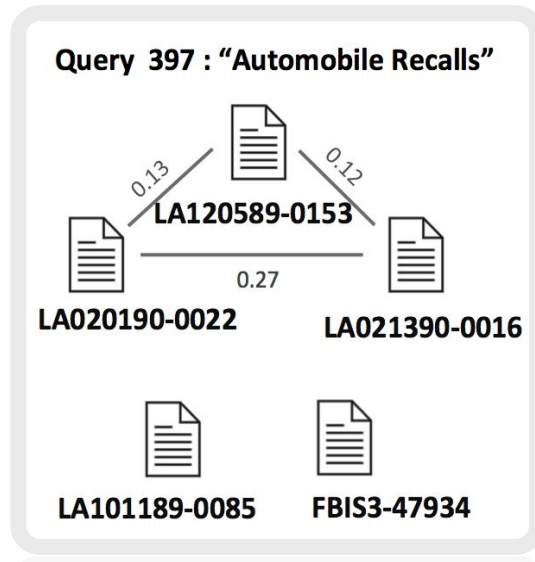 Query 397 : “Automobile Recalls”
0.13
0.12
LA120589-0153
0.27
LA020190-0022
LA021390-0016
LA101189-0085
FBIS3-47934